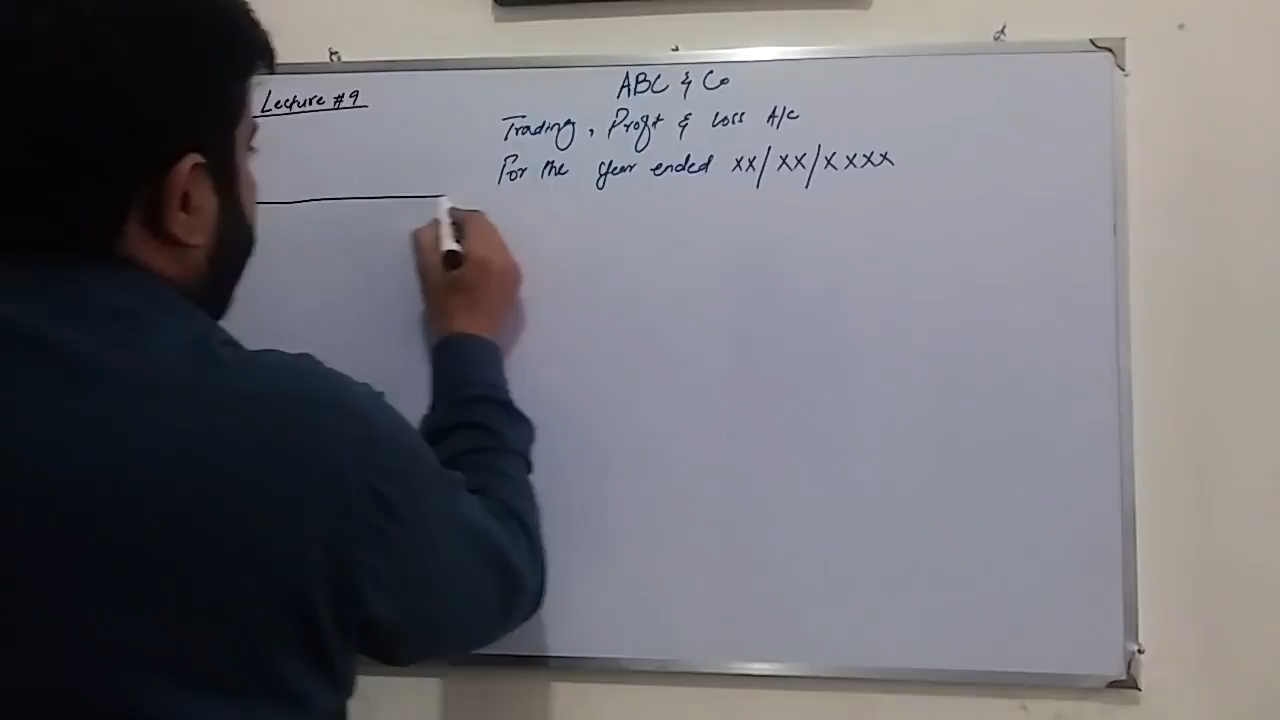 Lecture #9
ABC & Co
Trading, Profit & Loss A/c
For the year ended xx/xx/xxxx